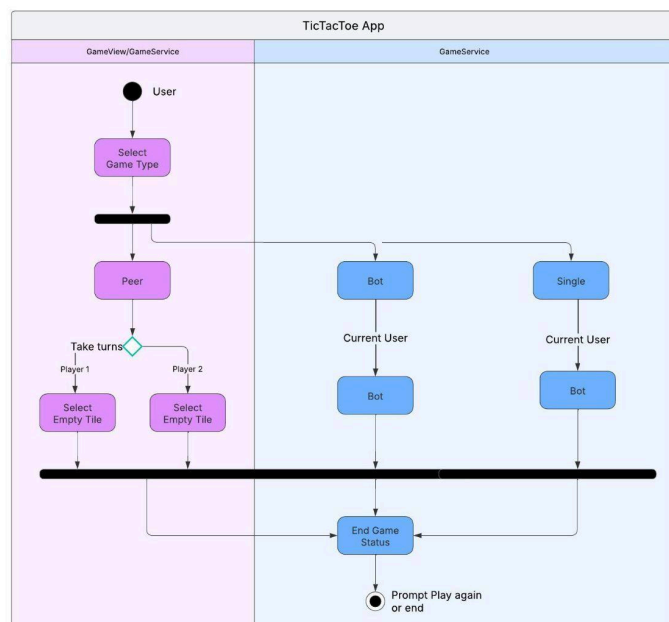 TicTacToe App
GameView/GameService
GameService
User
Select
Game Type
Peer
Bot
Single
Take turns
Current User
Current User
Player 1
Player 2
Select
Empty Tile
Select
Empty Tile
Bot
Bot
End Game
Status
Prompt Play again
or end